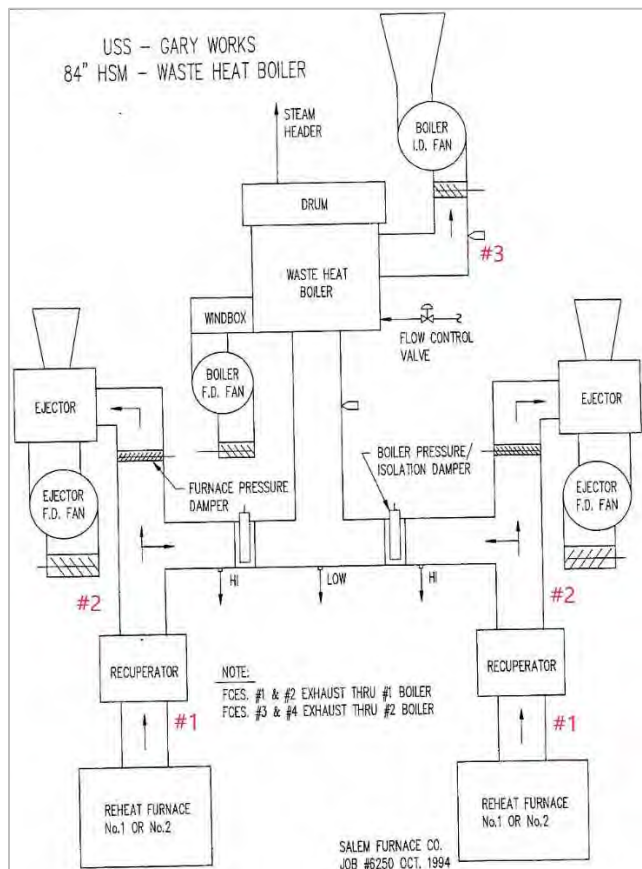 USS - GARY WORKS
84" HSM - WASTE HEAT BOILER
STEAM
HEADER
BOILER
I.D. FAN
DRUM
#3
WASTE HEAT
BOILER
WINDBOX
FLOW CONTROL
VALVE
EJECTOR
BOILER
F.D. FAN
EJECTOR
BOILER PRESSURE/
ISOLATION DAMPER
FURNACE PRESSURE
DAMPER
EJECTOR
F.D. FAN
EJECTOR
F.D. FAN
HI
LOW
HI
#2
#2
RECUPERATOR
RECUPERATOR
NOTE:
FCES. #1 & #2 EXHAUST THRU #1 BOILER
FCES. #3 & #4 EXHAUST THRU #2 BOILER
#1
#1
REHEAT FURNACE
No.1 OR No.2
REHEAT FURNACE
No.1 OR No.2
SALEM FURNACE CO.
JOB #6250 OCT. 1994